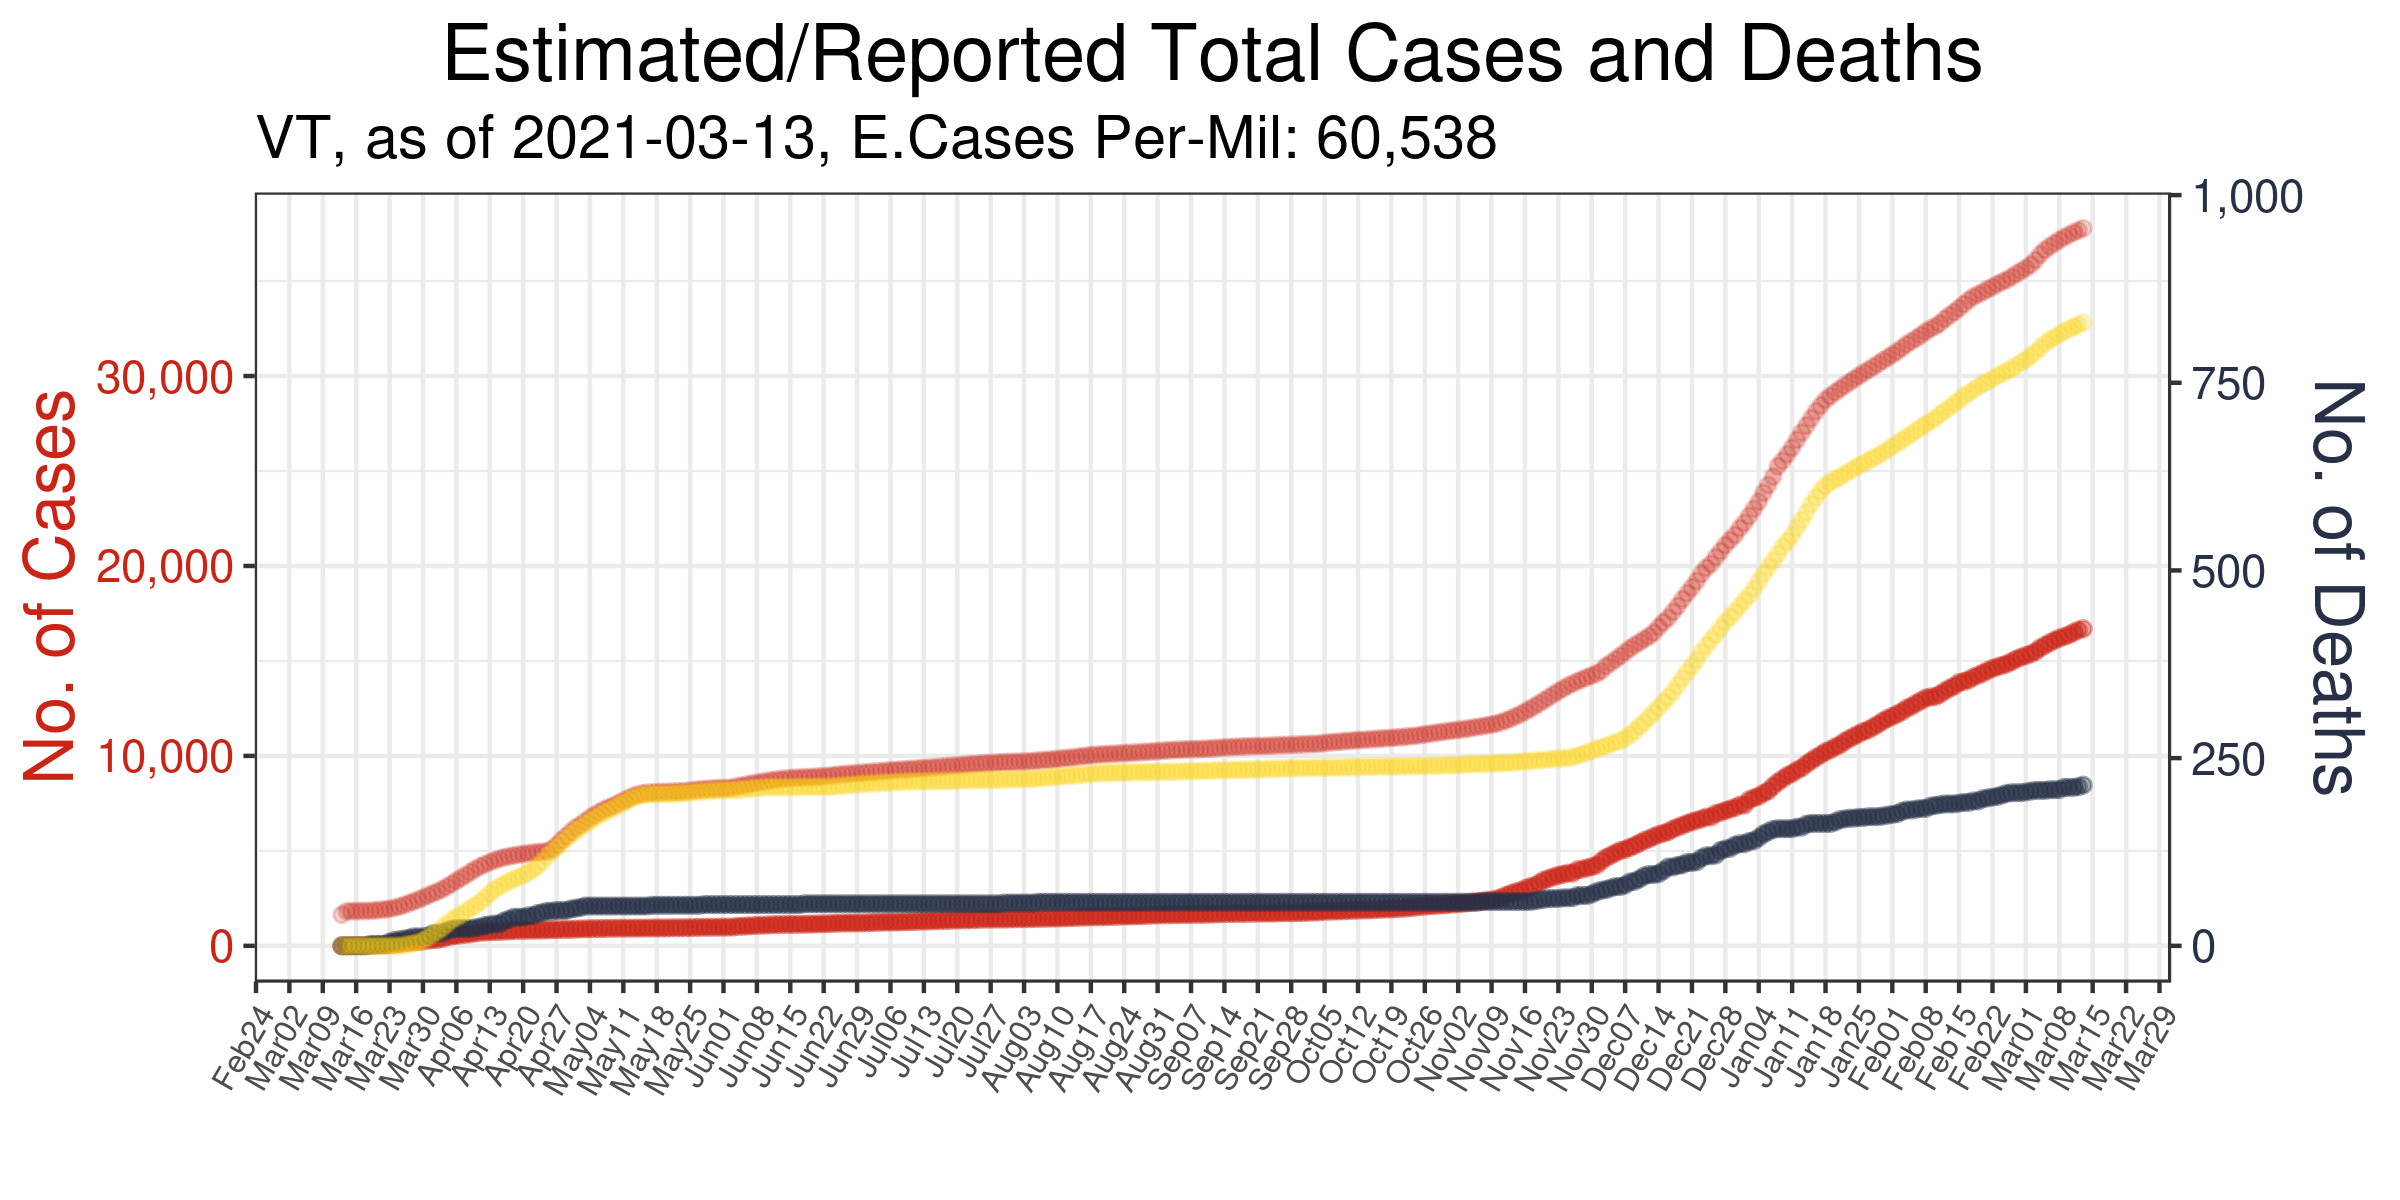 Estimated/Reported Total Cases and Deaths
VT, as of 2021-03-13, E.Cases Per-Mil: 60,538
No. of Cases
30,000
20,000
10,000
0
1,000
750
500
250
0
No. of Deaths
Feb24
Mar02
Mar09
Mar16
Mar23
Mar30
Apr06
Apr13
Apr20
Apr27
May04
May11
May18
May25
Jun01
Jun08
Jun15
Jun22
Jun29
Jul06
Jul13
Jul20
Jul27
Aug03
Aug10
Aug17
Aug24
Aug31
Sep07
Sep14
Sep21
Sep28
Oct05
Oct12
Oct19
Oct26
Nov02
Nov09
Nov16
Nov23
Nov30
Dec07
Dec14
Dec21
Dec28
Jan04
Jan11
Jan18
Jan25
Feb01
Feb08
Feb15
Feb22
Mar01
Mar08
Mar15
Mar22
Mar29